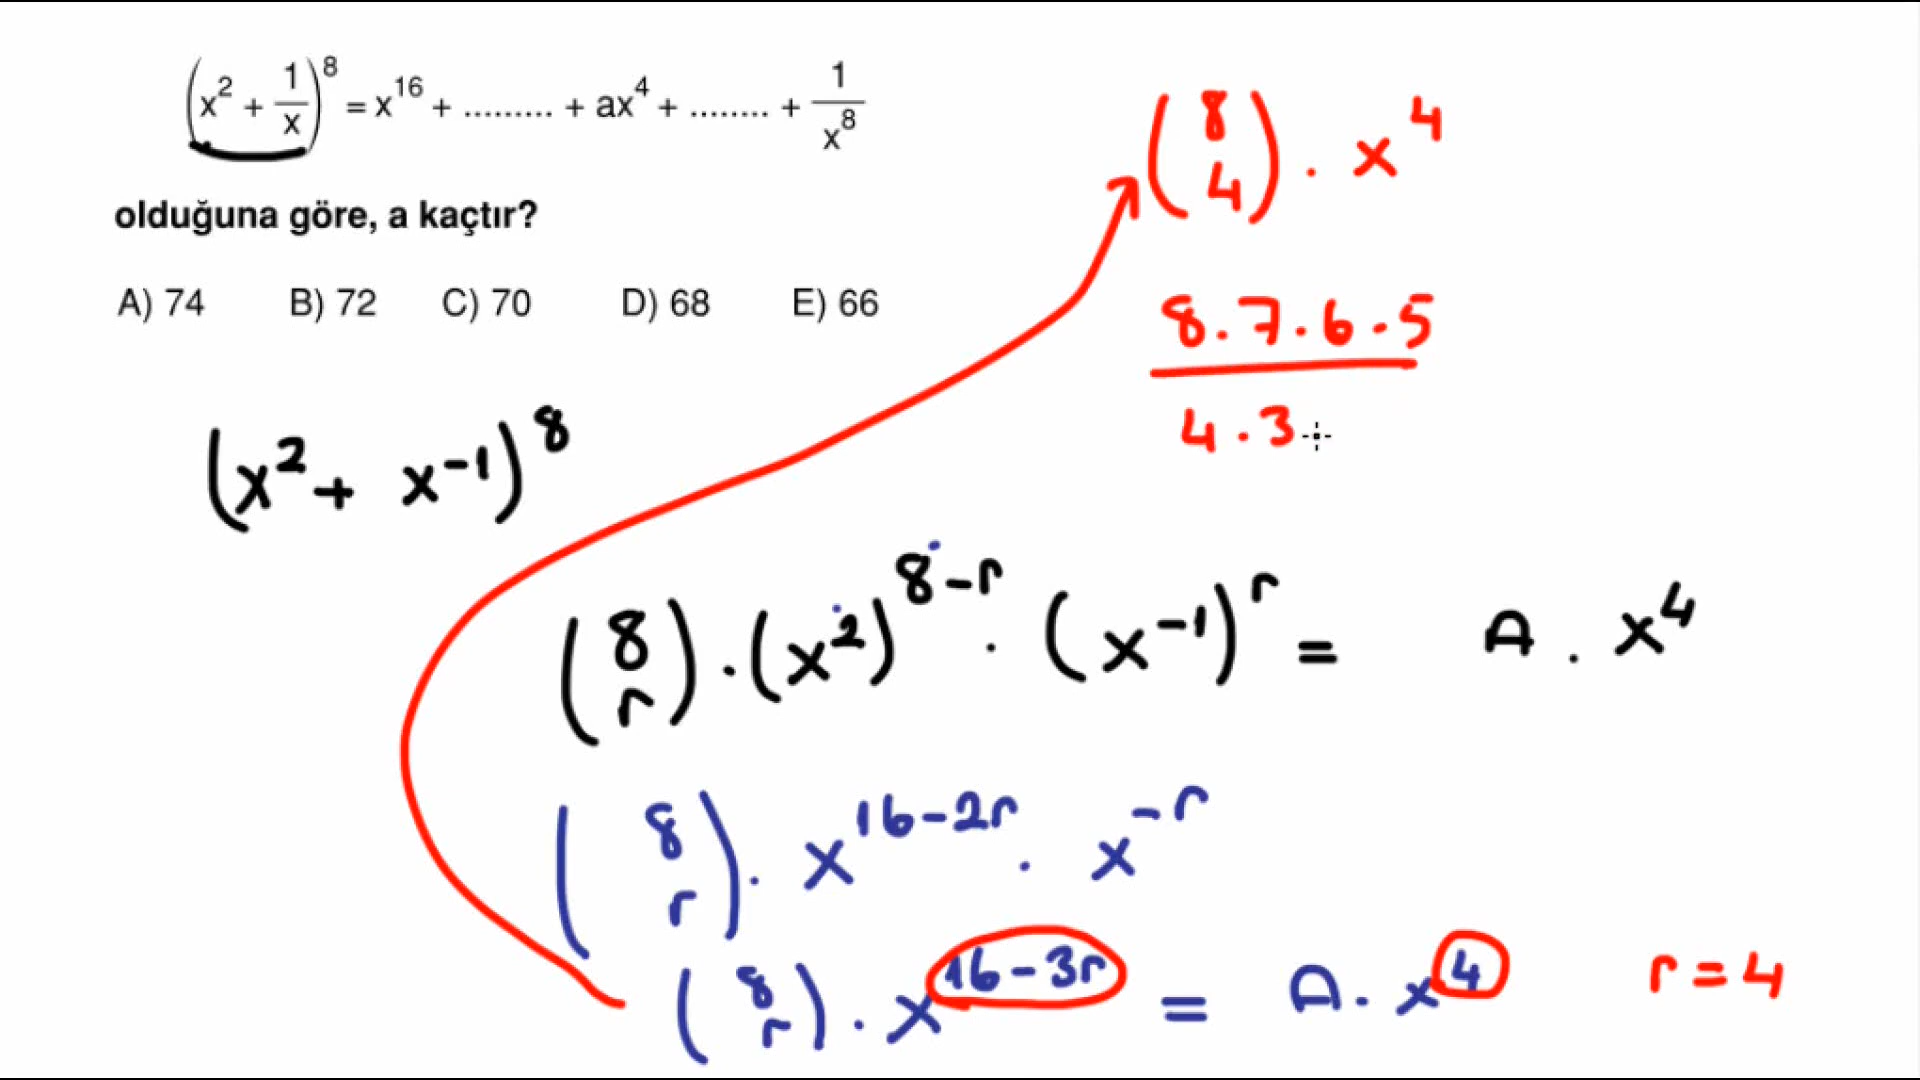 (x² + 1/x)⁸ = x¹⁶ + ......... + ax⁴ + ........ + 1/x⁸
olduğuna göre, a kaçtır?
A) 74 B) 72 C) 70 D) 68 E) 66
(8 4) . x⁴
8.7.6.5
4.3
(x² + x⁻¹)⁸
(8 r) . (x²)⁸⁻ʳ . (x⁻¹)ʳ = A . x⁴
(8 r) . x¹⁶⁻²ʳ . x⁻ʳ
(8 r) . x¹⁶⁻³ʳ = A . x⁴ r = 4